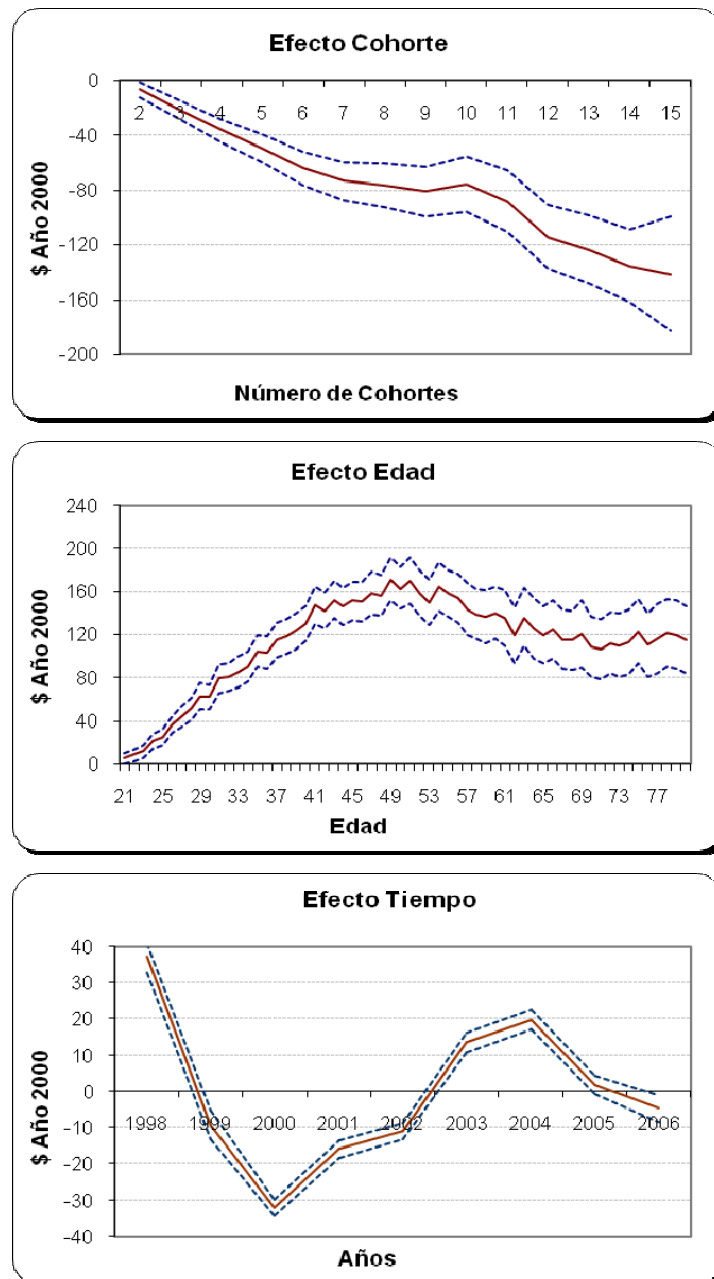 Efecto Cohorte
0
-40
-80
-120
-160
-200
$ Año 2000
2 3 4 5 6 7 8 9 10 11 12 13 14 15
Número de Cohortes
Efecto Edad
240
200
160
120
80
40
0
$ Año 2000
21 25 29 33 37 41 45 49 53 57 61 65 69 73 77
Edad
Efecto Tiempo
40
30
20
10
0
-10
-20
-30
-40
$ Año 2000
1998 1999 2000 2001 2002 2003 2004 2005 2006
Años